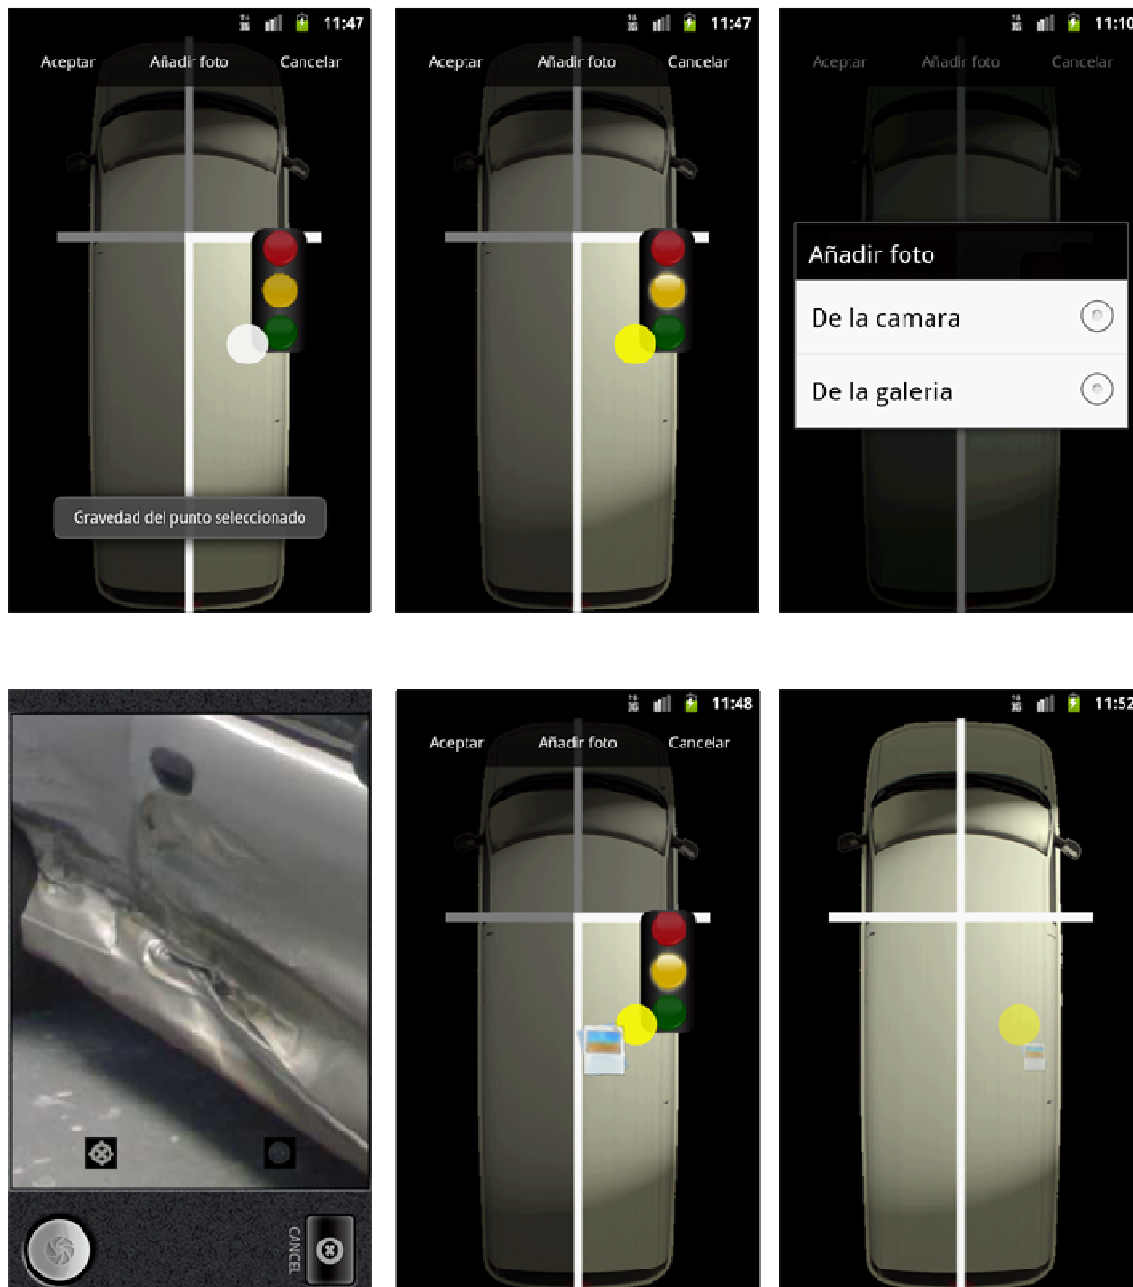 11:47
Aceptar Añadir foto Cancelar
Gravedad del punto seleccionado
11:47
Aceptar Añadir foto Cancelar
11:10
Aceptar Añadir foto Cancelar
Añadir foto
De la camara
De la galeria
CANCEL
11:48
Aceptar Añadir foto Cancelar
11:52